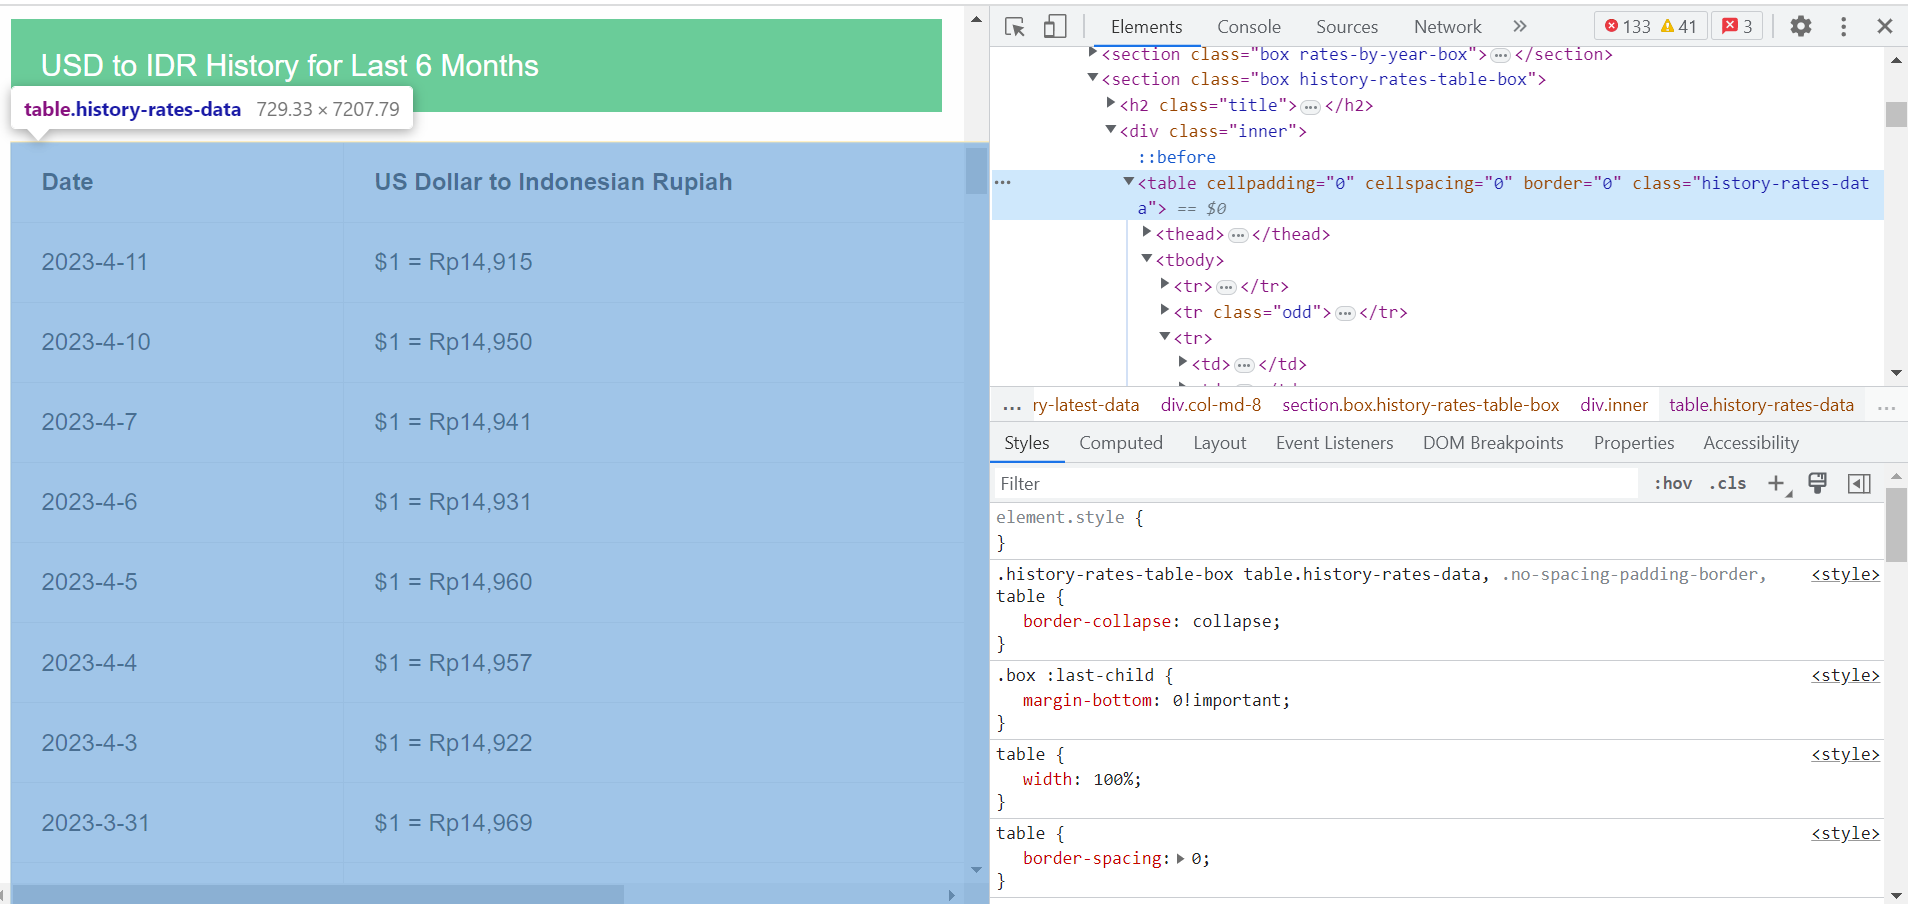 USD to IDR History for Last 6 Months
table.history-rates-data 729.33 × 7207.79
Date US Dollar to Indonesian Rupiah
2023-4-11 $1 = Rp14,915
2023-4-10 $1 = Rp14,950
2023-4-7 $1 = Rp14,941
2023-4-6 $1 = Rp14,931
2023-4-5 $1 = Rp14,960
2023-4-4 $1 = Rp14,957
2023-4-3 $1 = Rp14,922
2023-3-31 $1 = Rp14,969
Elements Console Sources Network » 133 41 3
<section class="box rates-by-year-box">…</section>
<section class="box history-rates-table-box">
<h2 class="title">…</h2>
<div class="inner">
::before
<table cellpadding="0" cellspacing="0" border="0" class="history-rates-dat
a"> == $0
<thead>…</thead>
<tbody>
<tr>…</tr>
<tr class="odd">…</tr>
<tr>
<td>…</td>
… ry-latest-data div.col-md-8 section.box.history-rates-table-box div.inner table.history-rates-data …
Styles Computed Layout Event Listeners DOM Breakpoints Properties Accessibility
Filter :hov .cls +
element.style {
}
.history-rates-table-box table.history-rates-data, .no-spacing-padding-border, <style>
table {
border-collapse: collapse;
}
.box :last-child { <style>
margin-bottom: 0!important;
}
table { <style>
width: 100%;
}
table { <style>
border-spacing: 0;
}